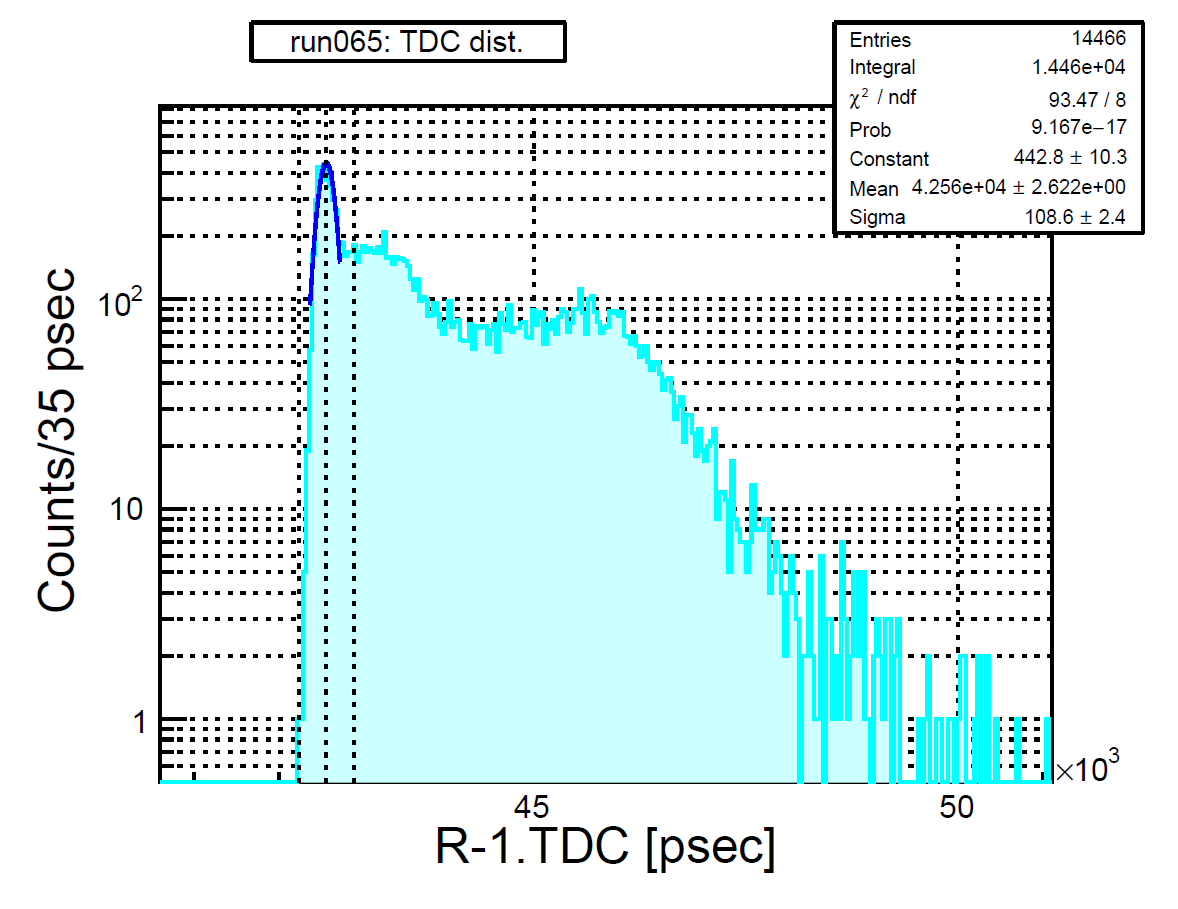 run065: TDC dist.
Entries 14466
Integral 1.446e+04
χ² / ndf 93.47 / 8
Prob 9.167e−17
Constant 442.8 ± 10.3
Mean 4.256e+04 ± 2.622e+00
Sigma 108.6 ± 2.4
Counts/35 psec
10²
10
1
45
50
×10³
R-1.TDC [psec]